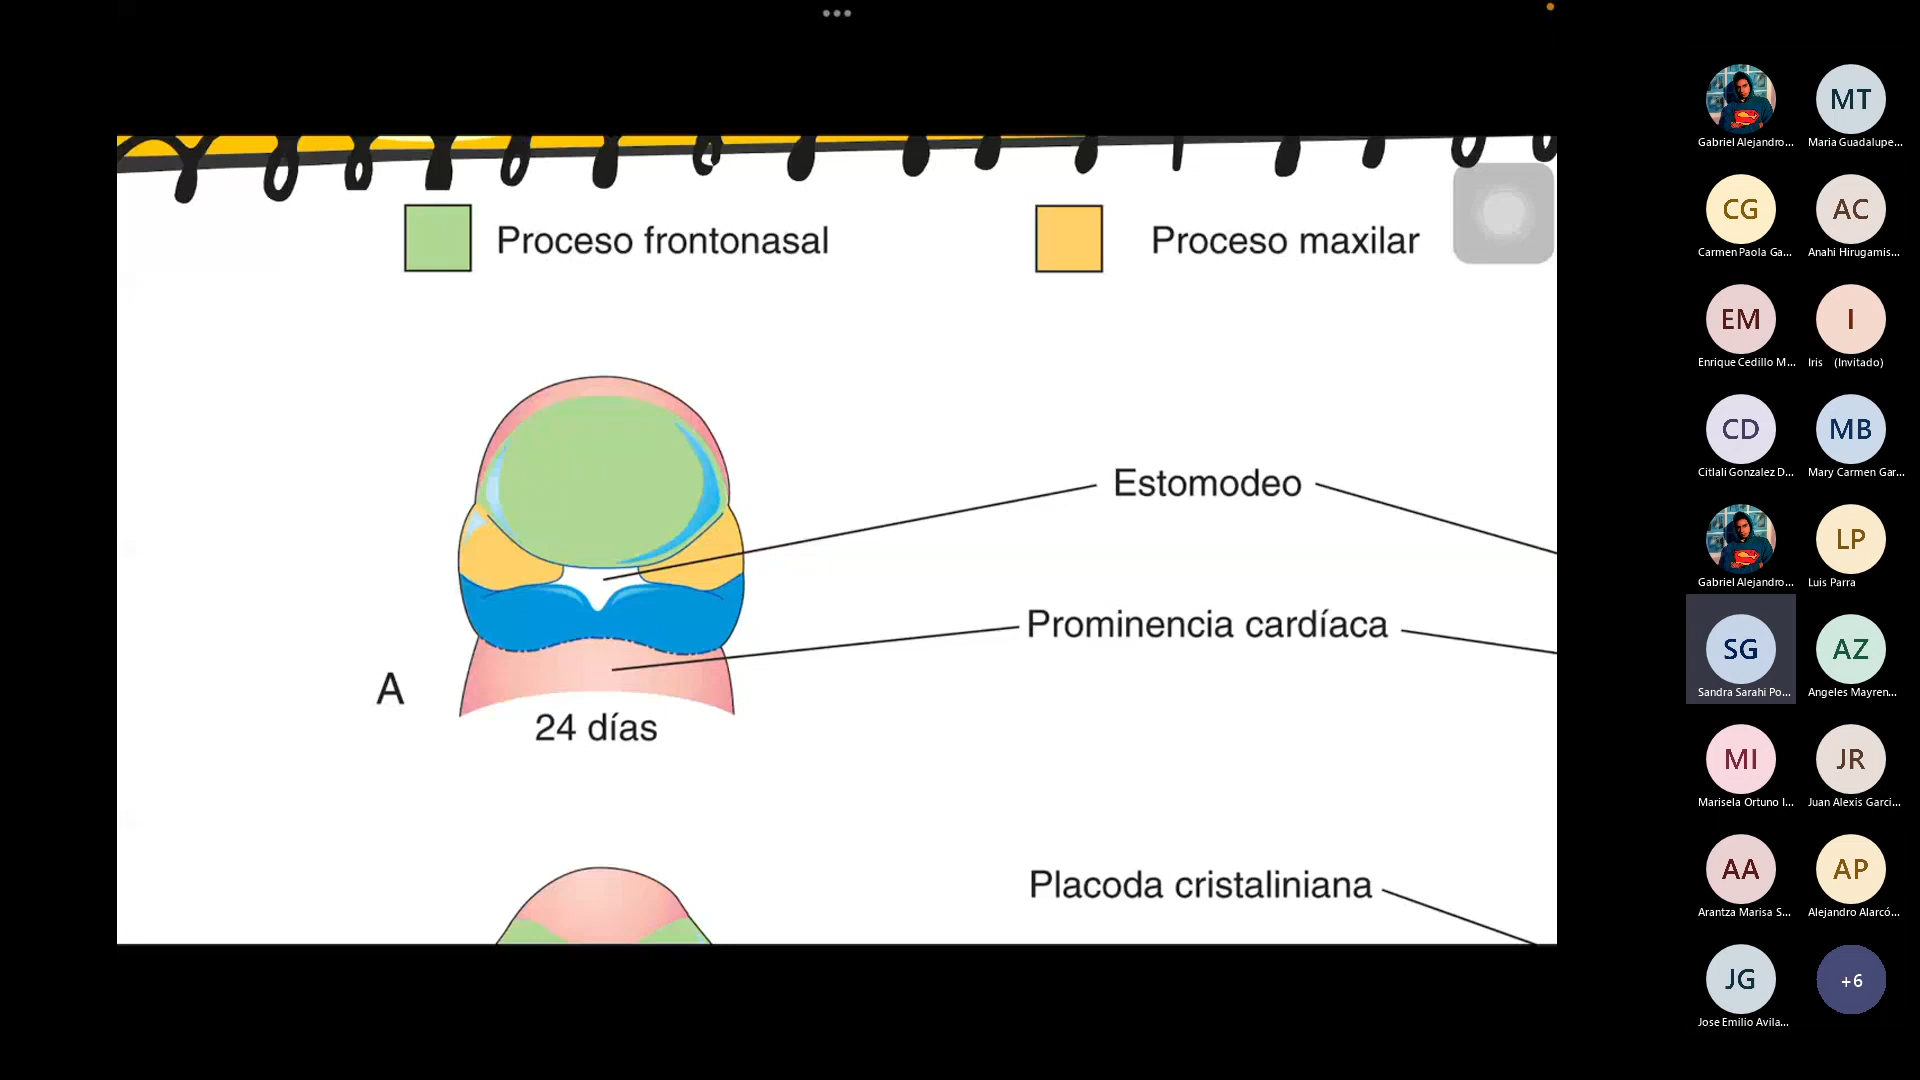 Proceso frontonasal
Proceso maxilar
Estomodeo
Prominencia cardíaca
A
24 días
Placoda cristaliniana
MT
Gabriel Alejandro...
Maria Guadalupe...
CG
AC
Carmen Paola Ga...
Anahi Hirugamis...
EM
I
Enrique Cedillo M...
Iris (Invitado)
CD
MB
Citlali Gonzalez D...
Mary Carmen Gar...
LP
Gabriel Alejandro...
Luis Parra
SG
AZ
Sandra Sarahi Po...
Angeles Mayren...
MI
JR
Marisela Ortuno I...
Juan Alexis Garci...
AA
AP
Arantza Marisa S...
Alejandro Alarcó...
JG
+6
Jose Emilio Avila...